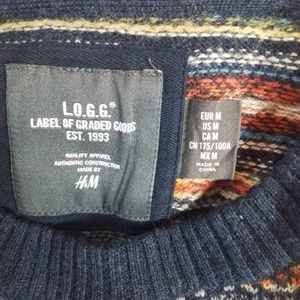 L.O.G.G.®
LABEL OF GRADED GOODS
EST. 1993
QUALITY APPAREL
AUTHENTIC CONSTRUCTION
MADE BY
H&M
EUR M
US M
CA M
CN 175/100A
MX M
MADE IN
CHINA